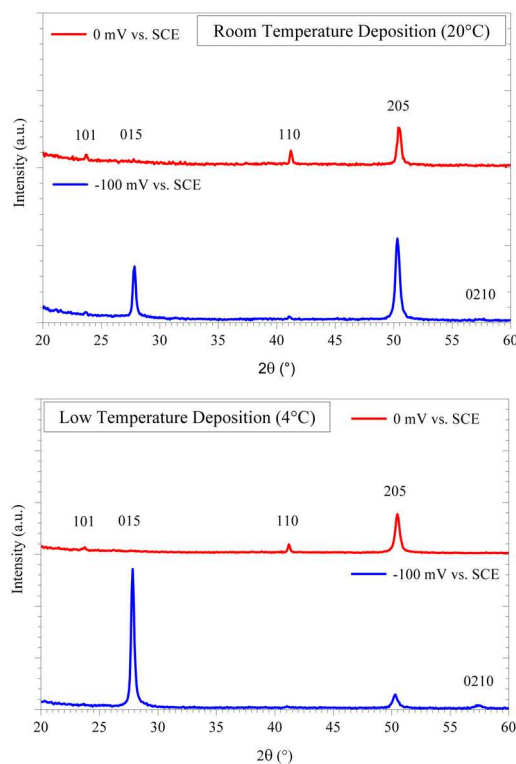 0 mV vs. SCE
Room Temperature Deposition (20°C)
205
101 015 110
-100 mV vs. SCE
0210
Intensity (a.u.)
20 25 30 35 40 45 50 55 60
2θ (°)
Low Temperature Deposition (4°C)
0 mV vs. SCE
205
101 015 110
-100 mV vs. SCE
0210
Intensity (a.u.)
20 25 30 35 40 45 50 55 60
2θ (°)